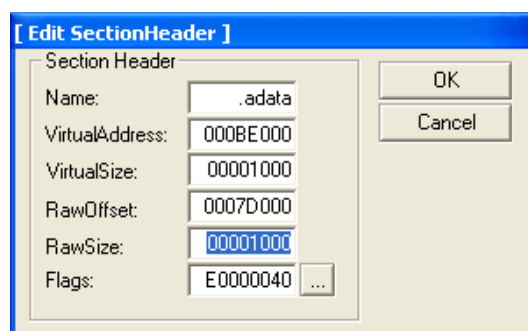 [ Edit SectionHeader ]
Section Header
Name: .adata
VirtualAddress: 000BE000
VirtualSize: 00001000
RawOffset: 0007D000
RawSize: 00001000
Flags: E0000040 ...
OK
Cancel